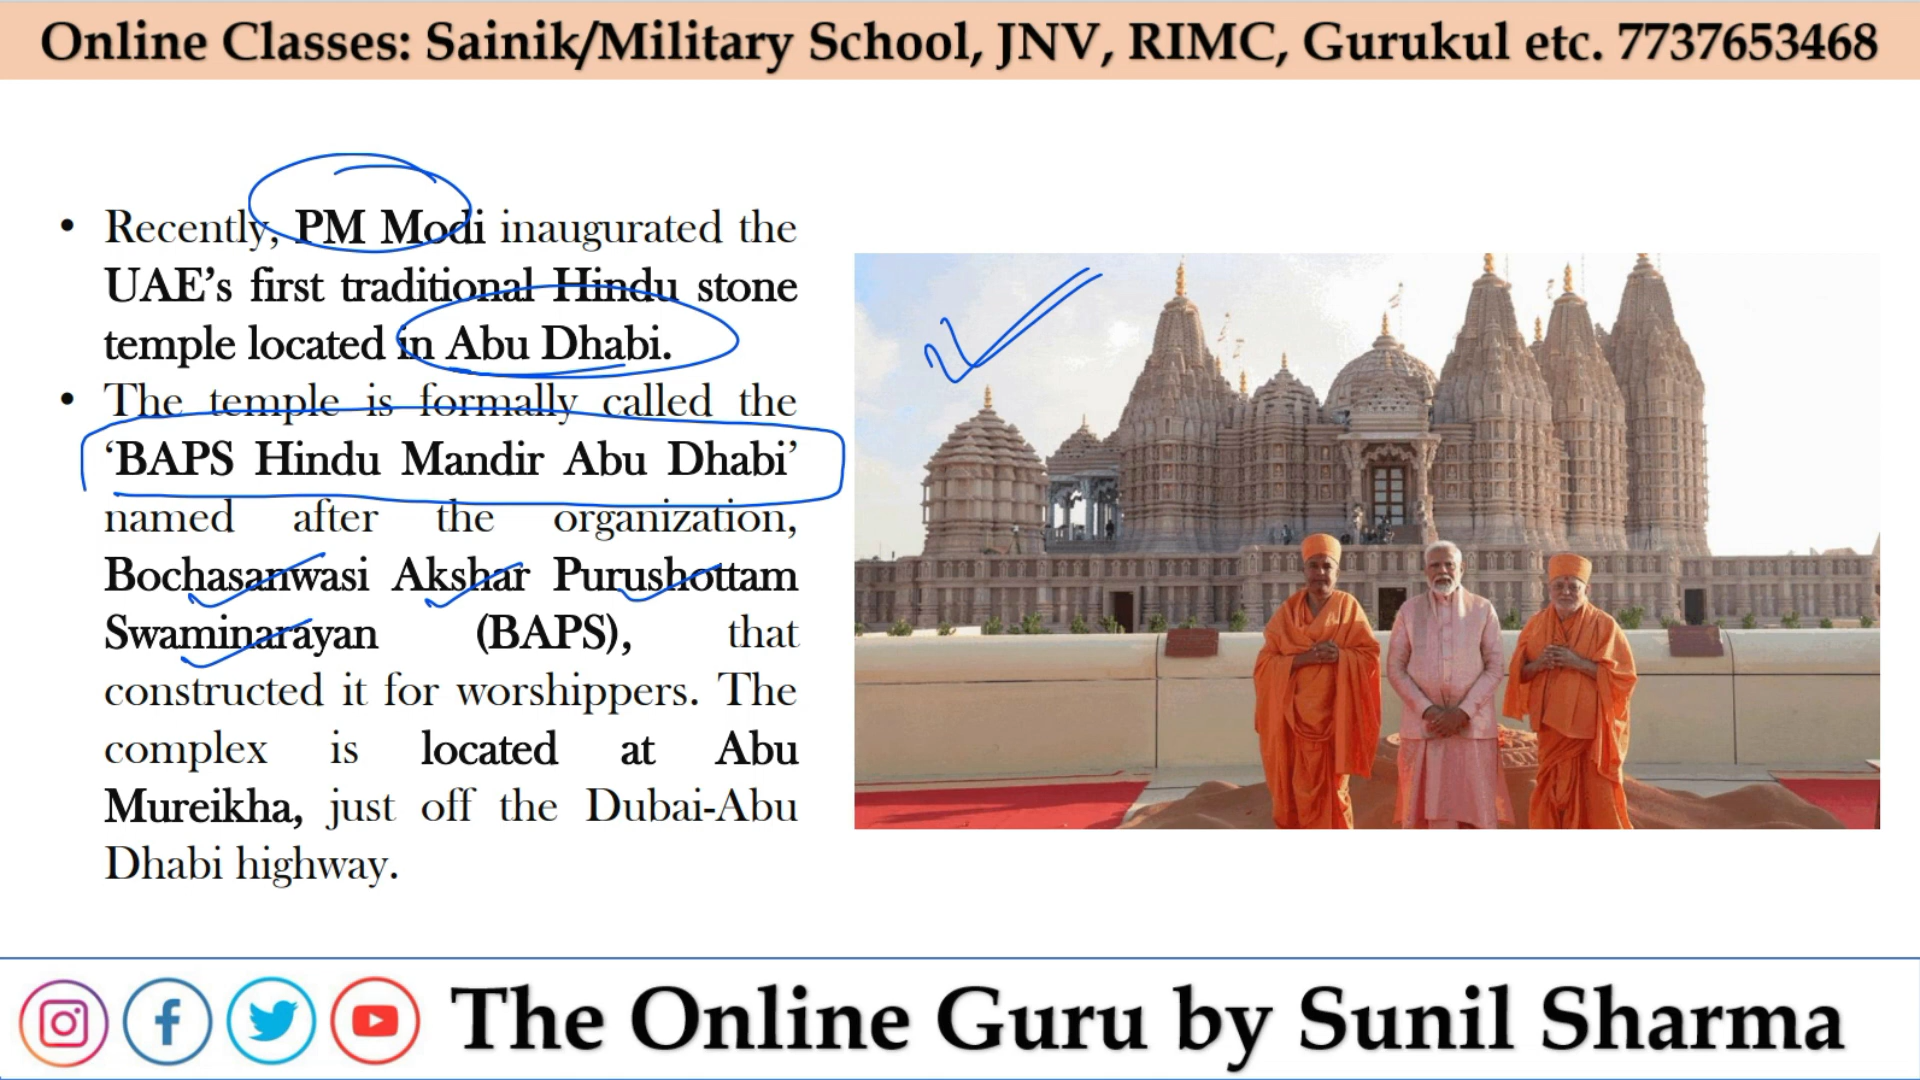 Online Classes: Sainik/Military School, JNV, RIMC, Gurukul etc. 7737653468
• Recently, PM Modi inaugurated the
UAE’s first traditional Hindu stone
temple located in Abu Dhabi.
• The temple is formally called the
‘BAPS Hindu Mandir Abu Dhabi’
named after the organization,
Bochasanwasi Akshar Purushottam
Swaminarayan (BAPS), that
constructed it for worshippers. The
complex is located at Abu
Mureikha, just off the Dubai-Abu
Dhabi highway.
The Online Guru by Sunil Sharma